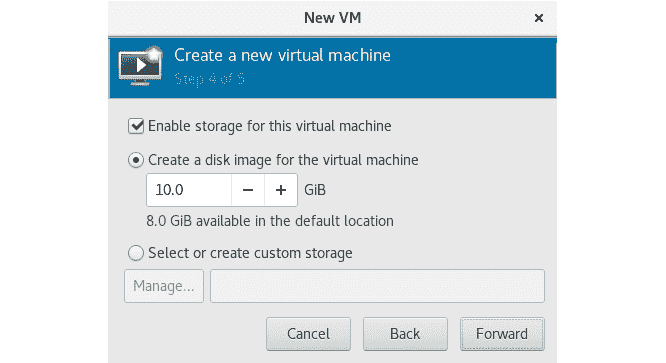 New VM ×
Create a new virtual machine
Step 4 of 5
Enable storage for this virtual machine
Create a disk image for the virtual machine
10.0 − + GiB
8.0 GiB available in the default location
Select or create custom storage
Manage...
Cancel Back Forward